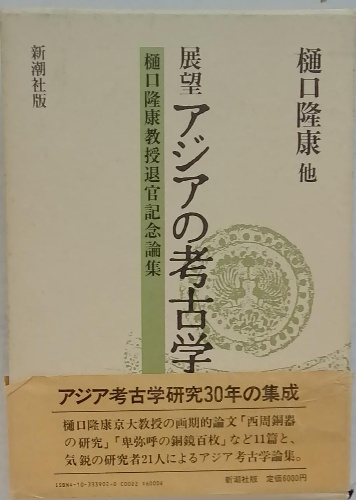 樋口隆康 他
展望 アジアの考古学
樋口隆康教授退官記念論集
新潮社版
アジア考古学研究30年の集成
樋口隆康京大教授の画期的論文「西周銅器
の研究」「卑弥呼の銅鏡百枚」など11篇と、
気鋭の研究者21人によるアジア考古学論集。
新潮社版 定価6000円